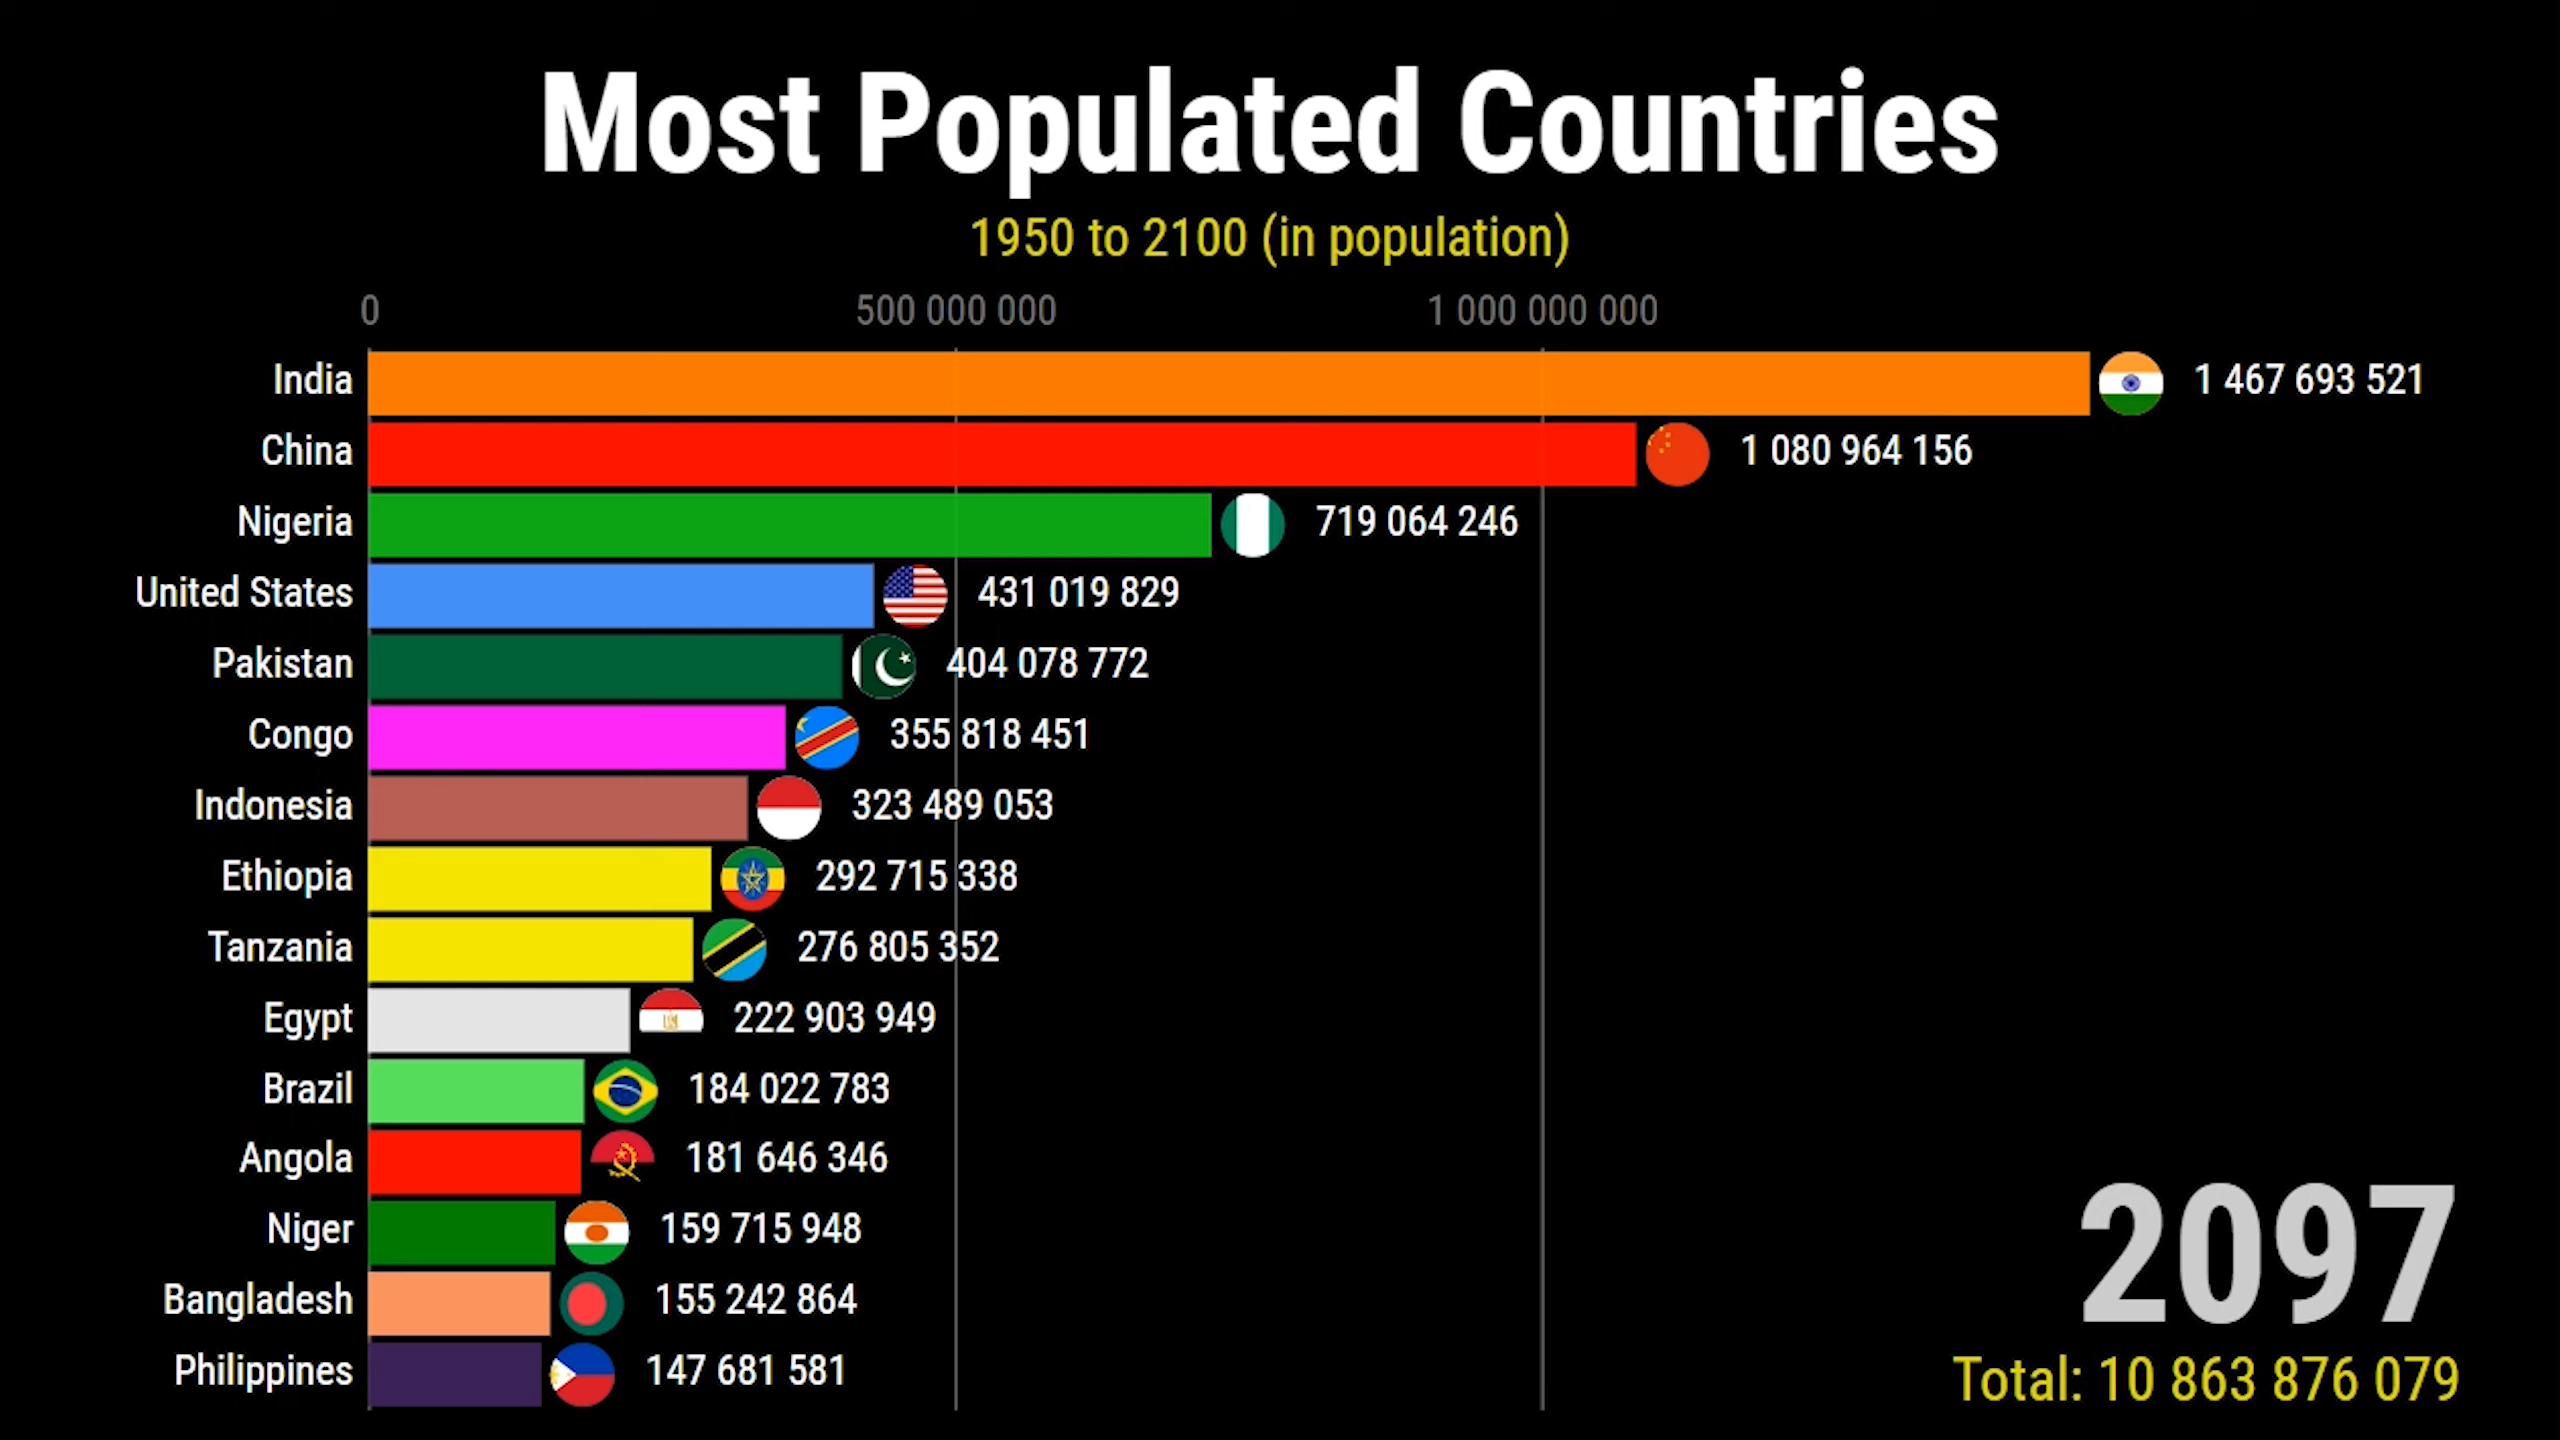 Most Populated Countries
1950 to 2100 (in population)
0 500 000 000 1 000 000 000
India 1 467 693 521
China 1 080 964 156
Nigeria 719 064 246
United States 431 019 829
Pakistan 404 078 772
Congo 355 818 451
Indonesia 323 489 053
Ethiopia 292 715 338
Tanzania 276 805 352
Egypt 222 903 949
Brazil 184 022 783
Angola 181 646 346
Niger 159 715 948
Bangladesh 155 242 864
Philippines 147 681 581
2097
Total: 10 863 876 079